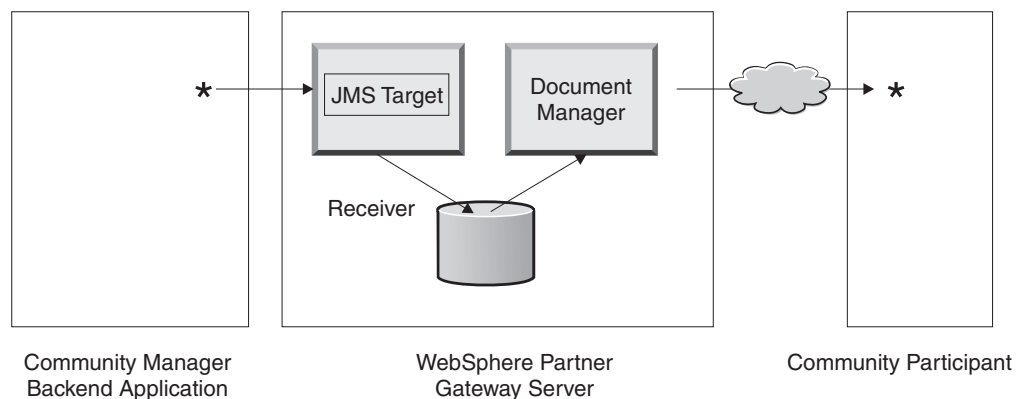 *
JMS Target
Document
Manager
*
Receiver
Community Manager
Backend Application
WebSphere Partner
Gateway Server
Community Participant